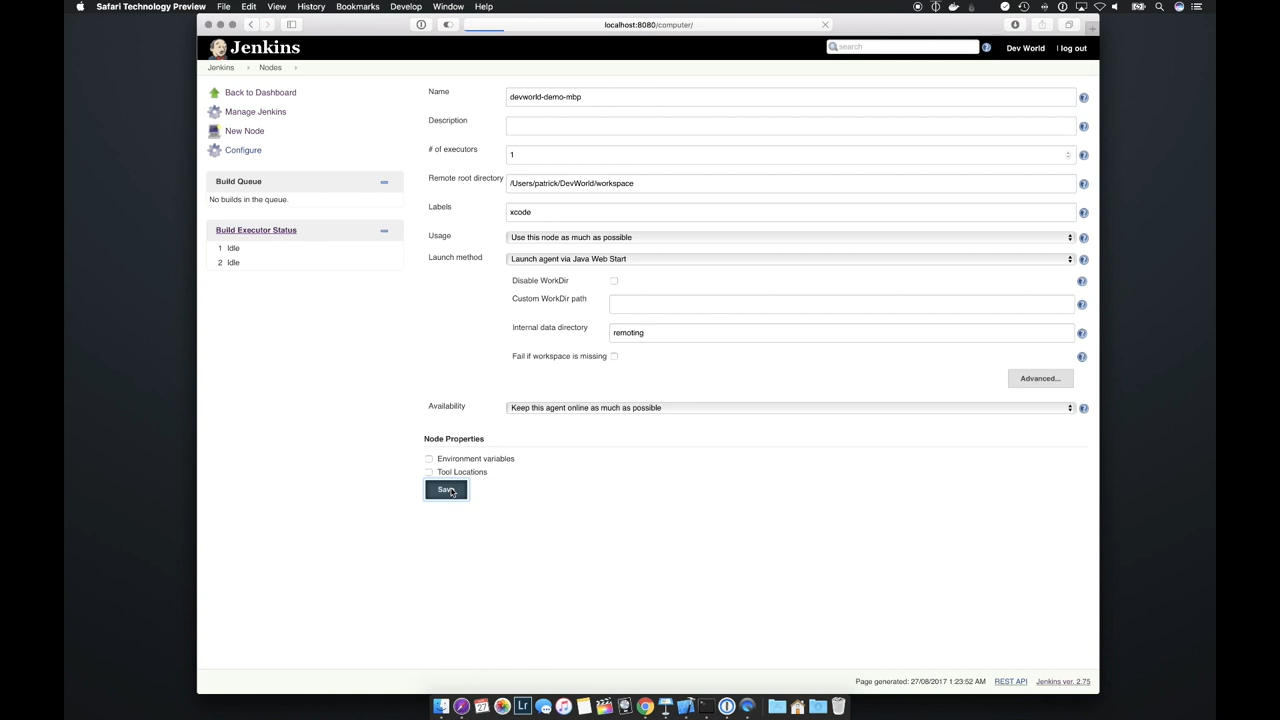 Safari Technology Preview File Edit View History Bookmarks Develop Window Help
localhost:8080/computer/
Jenkins
search
Dev World
| log out
Jenkins
Nodes
Back to Dashboard
Manage Jenkins
New Node
Configure
Build Queue
No builds in the queue.
Build Executor Status
1 Idle
2 Idle
Name
devworld-demo-mbp
Description
# of executors
1
Remote root directory
/Users/patrick/DevWorld/workspace
Labels
xcode
Usage
Use this node as much as possible
Launch method
Launch agent via Java Web Start
Disable WorkDir
Custom WorkDir path
Internal data directory
remoting
Fail if workspace is missing
Advanced...
Availability
Keep this agent online as much as possible
Node Properties
Environment variables
Tool Locations
Save
Page generated: 27/08/2017 1:23:52 AM
REST API
Jenkins ver. 2.75
Lr